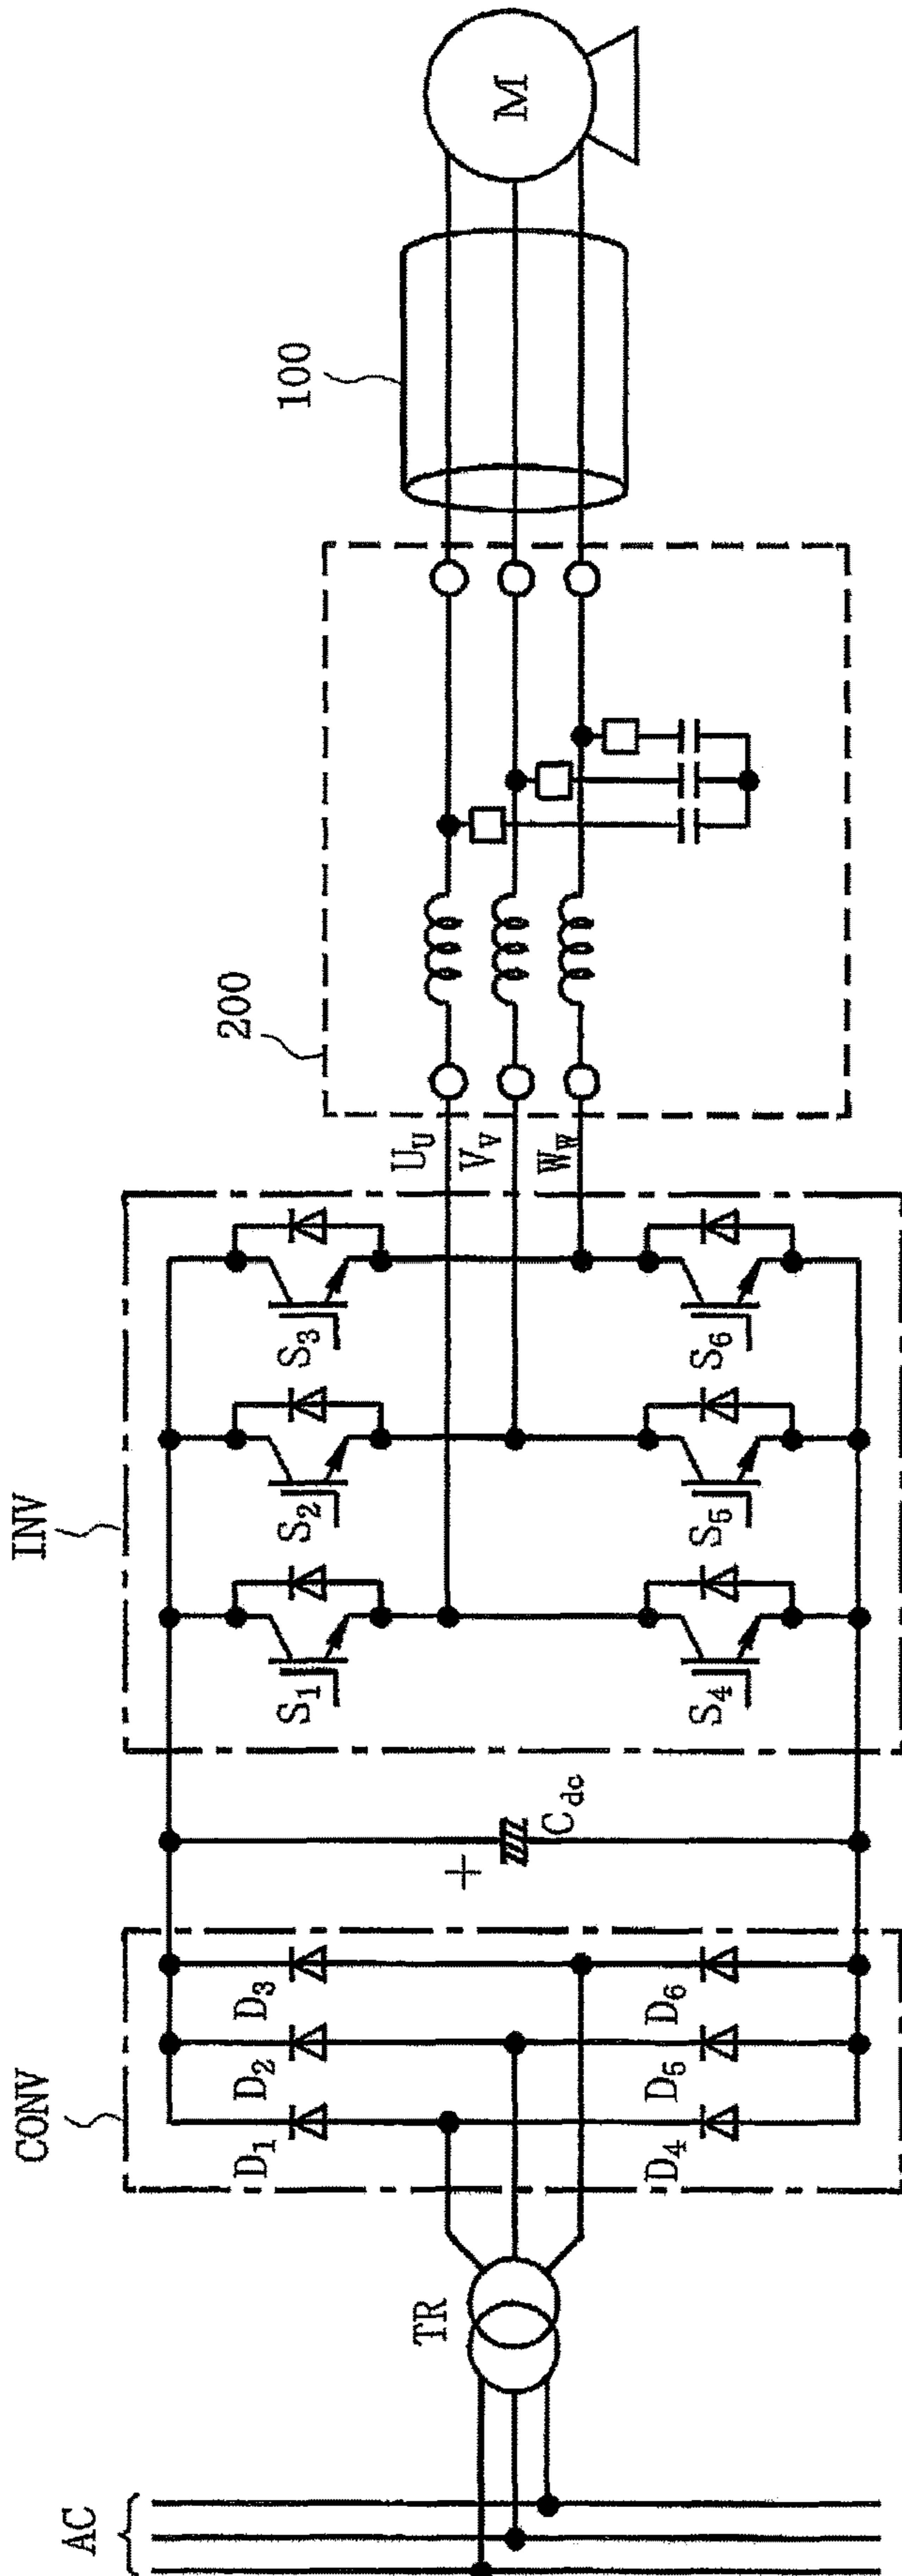 AC
TR
CONV
D1
D2
D3
D4
D5
D6
+
Cdc
INV
S1
S2
S3
S4
S5
S6
UU
VV
WW
200
100
M